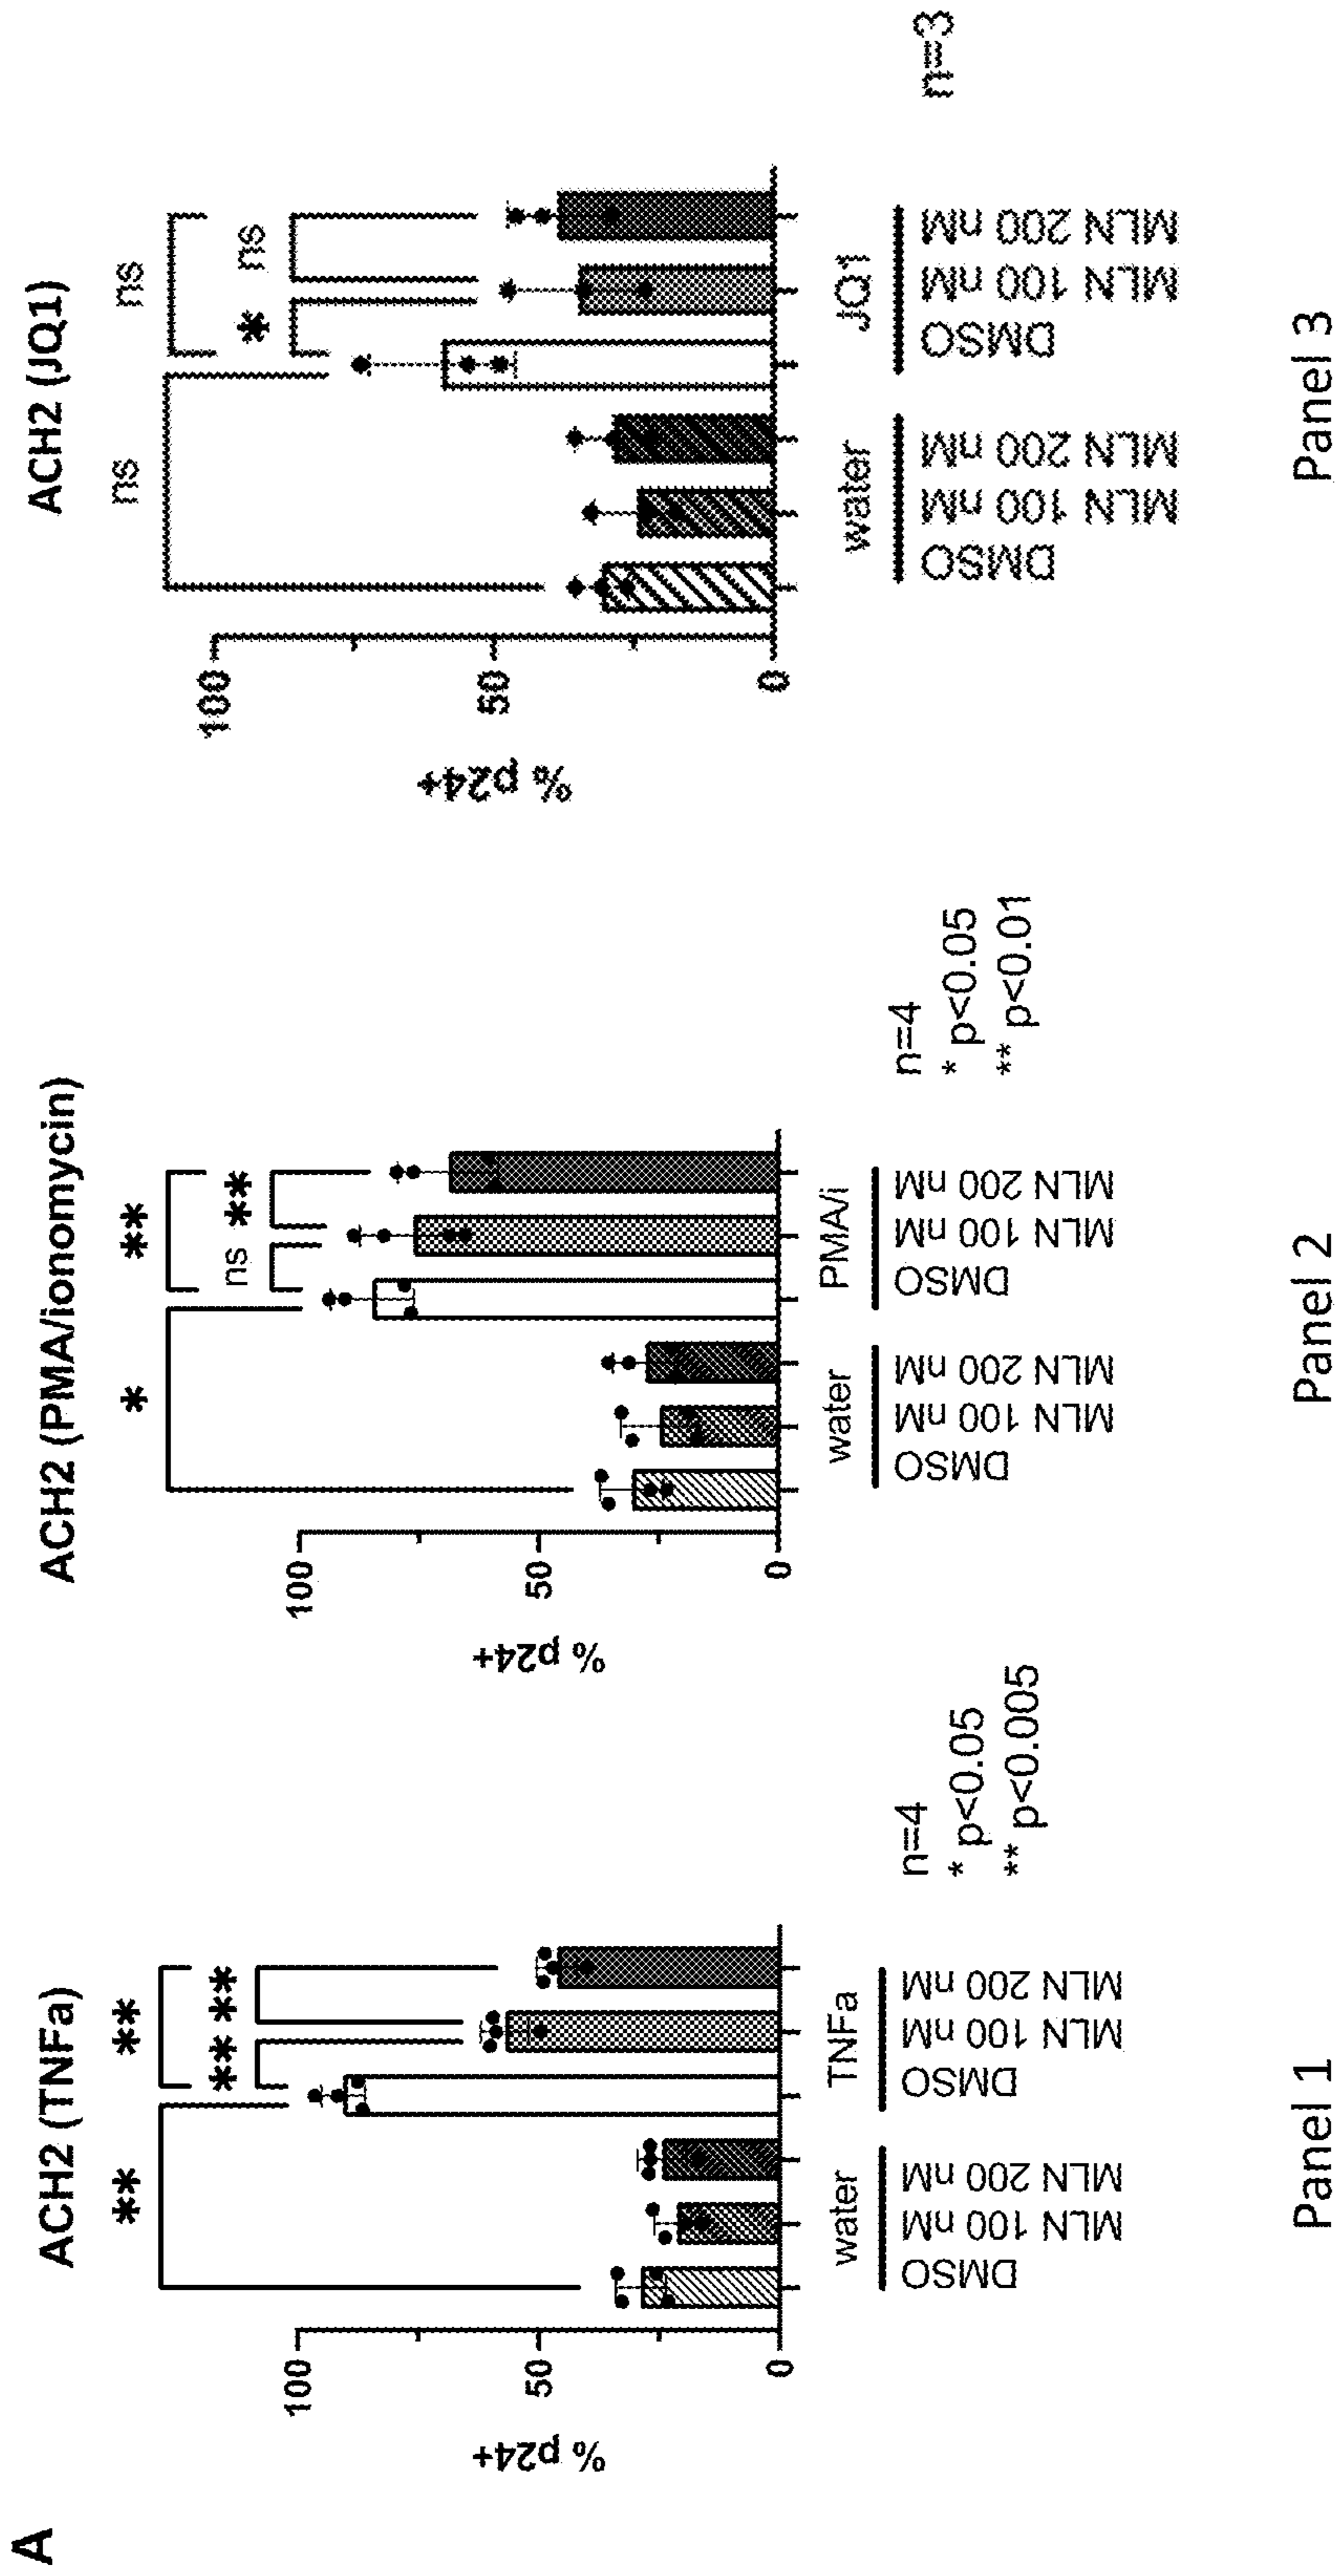 A
ACH2 (TNFa)
**
**
**
**
% p24+
100
50
0
water
TNFa
DMSO
MLN 100 nM
MLN 200 nM
DMSO
MLN 100 nM
MLN 200 nM
n=4
* p<0.05
** p<0.005
Panel 1
ACH2 (PMA/ionomycin)
*
**
ns
**
% p24+
100
50
0
water
PMA/i
DMSO
MLN 100 nM
MLN 200 nM
DMSO
MLN 100 nM
MLN 200 nM
n=4
* p<0.05
** p<0.01
Panel 2
ACH2 (JQ1)
ns
ns
*
ns
% p24+
100
50
0
water
JQ1
DMSO
MLN 100 nM
MLN 200 nM
DMSO
MLN 100 nM
MLN 200 nM
n=3
Panel 3